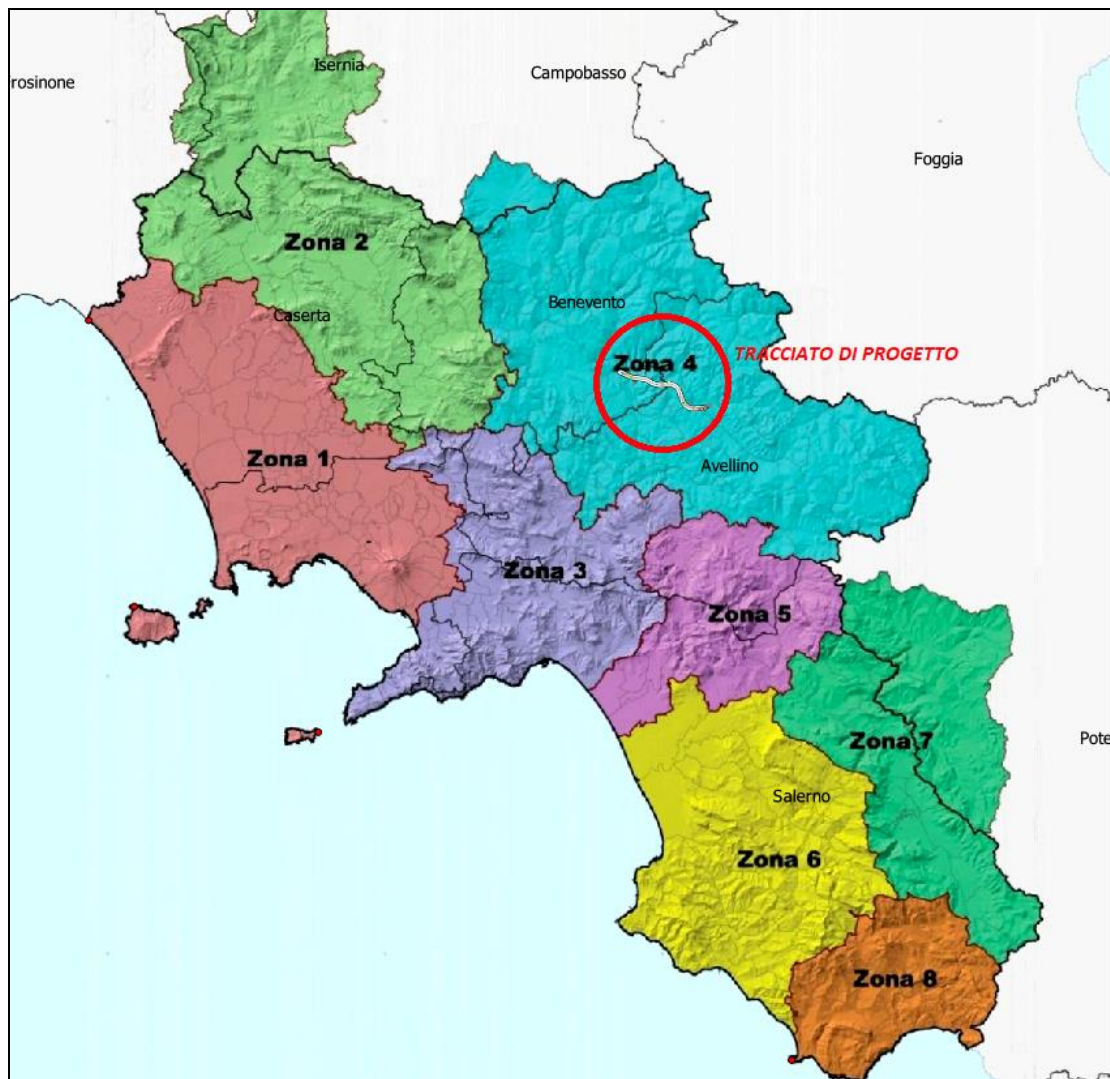 Isernia
Campobasso
rosinone
Foggia
Zona 2
Benevento
Caserta
TRACCIATO DI PROGETTO
Zona 4
Zona 1
Avellino
Zona 3
Zona 5
Pote
Zona 7
Salerno
Zona 6
Zona 8